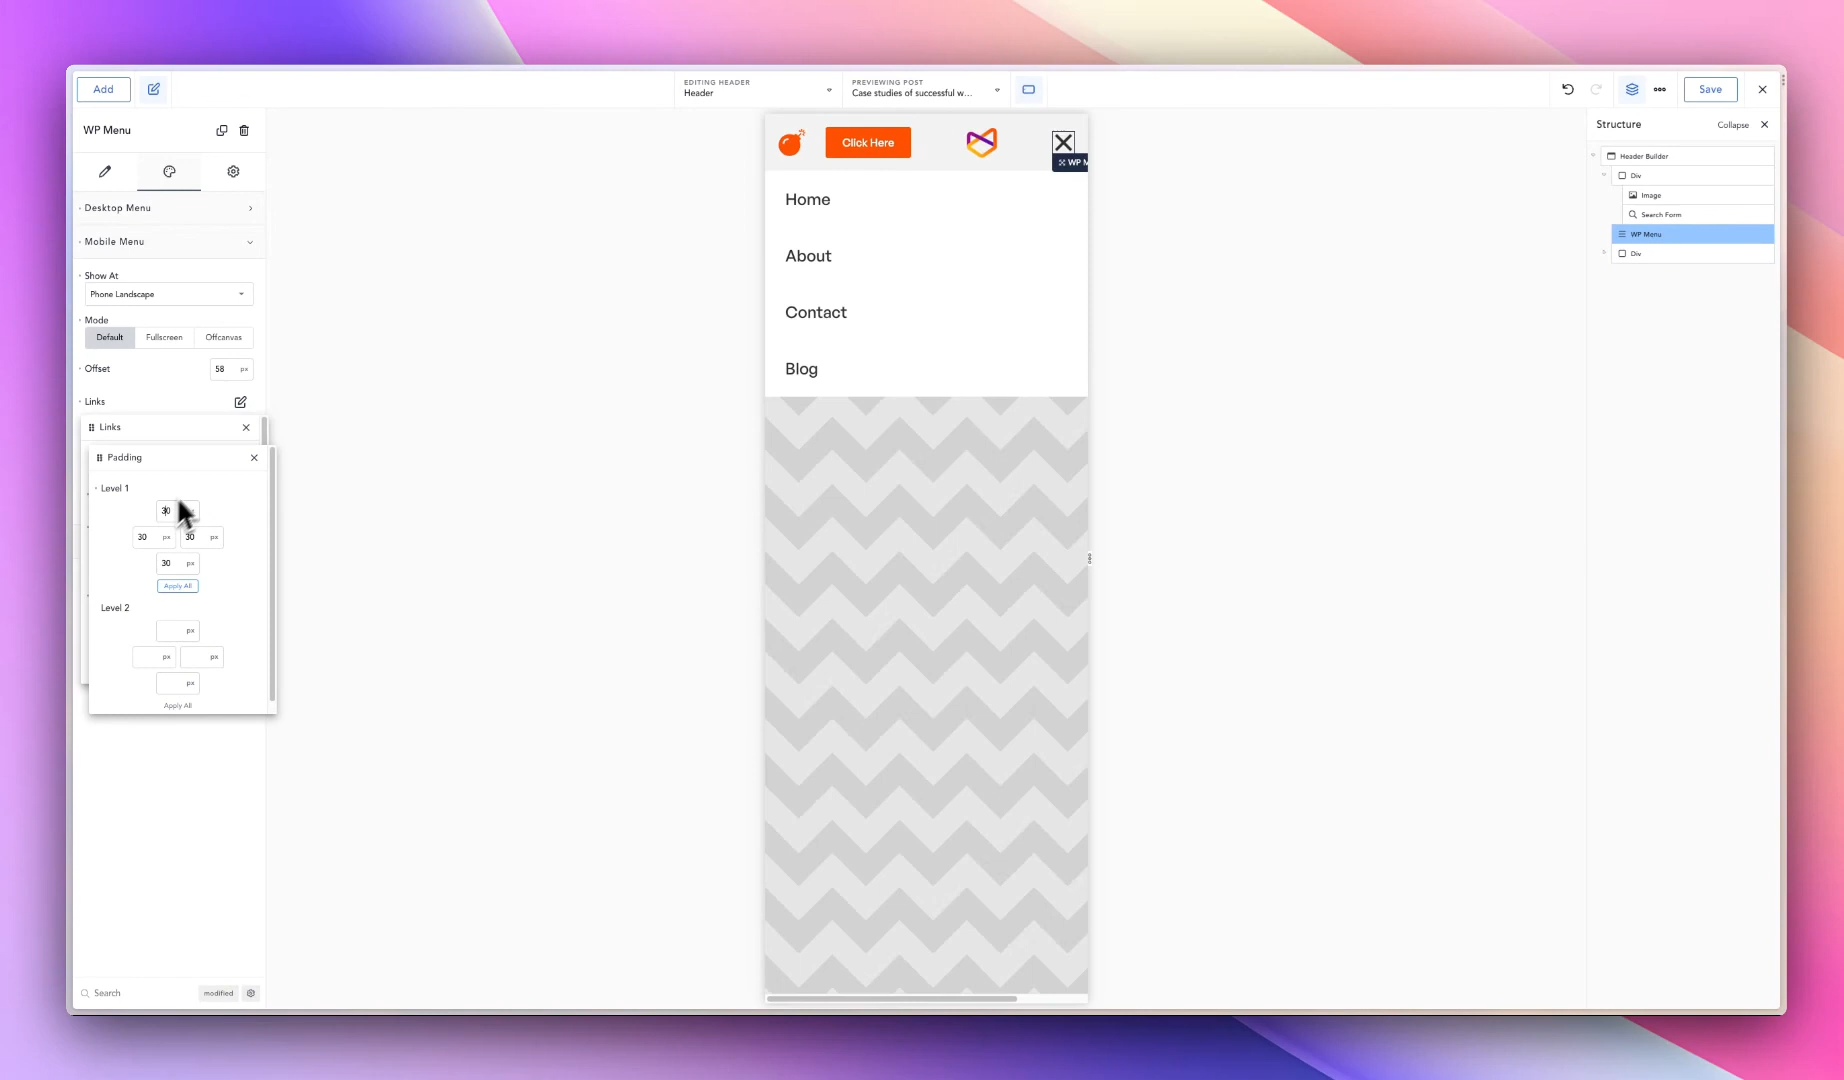 Add
EDITING HEADER
Header
PREVIEWING POST
Case studies of successful w...
Save
WP Menu
Desktop Menu
Mobile Menu
Show At
Phone Landscape
Mode
Default
Fullscreen
Offcanvas
Offset
58 px
Links
Links
Padding
Level 1
30
30 px
30 px
30 px
Apply All
Level 2
px
px
px
px
Apply All
Search
modified
Click Here
WP M
Home
About
Contact
Blog
Structure
Collapse
Header Builder
Div
Image
Search Form
WP Menu
Div